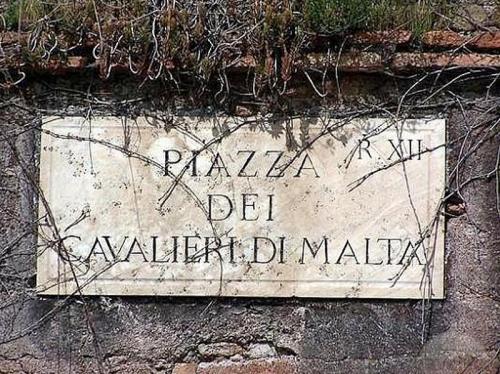 PIAZZA R. XII
DEI
CAVALIERI DI MALTA